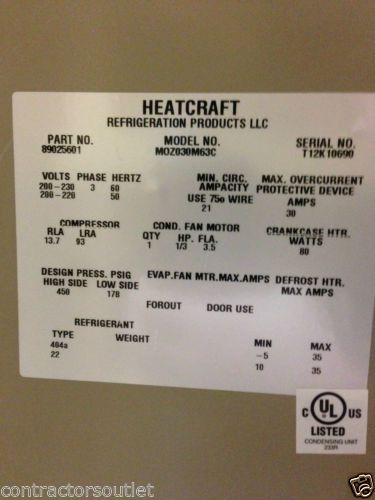 HEATCRAFT
REFRIGERATION PRODUCTS LLC
PART NO. MODEL NO. SERIAL NO.
89025601 MOZ030M63C T12K10690
VOLTS PHASE HERTZ MIN. CIRC. MAX. OVERCURRENT
200-230 3 60 AMPACITY PROTECTIVE DEVICE
200-220 50 USE 75o WIRE AMPS
21 30
COMPRESSOR COND. FAN MOTOR CRANKCASE HTR.
RLA LRA QTY HP. FLA. WATTS
13.7 93 1 1/3 3.5 80
DESIGN PRESS. PSIG EVAP.FAN MTR.MAX.AMPS DEFROST HTR.
HIGH SIDE LOW SIDE MAX AMPS
450 178
FOROUT DOOR USE
REFRIGERANT
TYPE WEIGHT MIN MAX
404a -5 35
22 10 35
C UL US
LISTED
CONDENSING UNIT
233R
contractorsoutlet